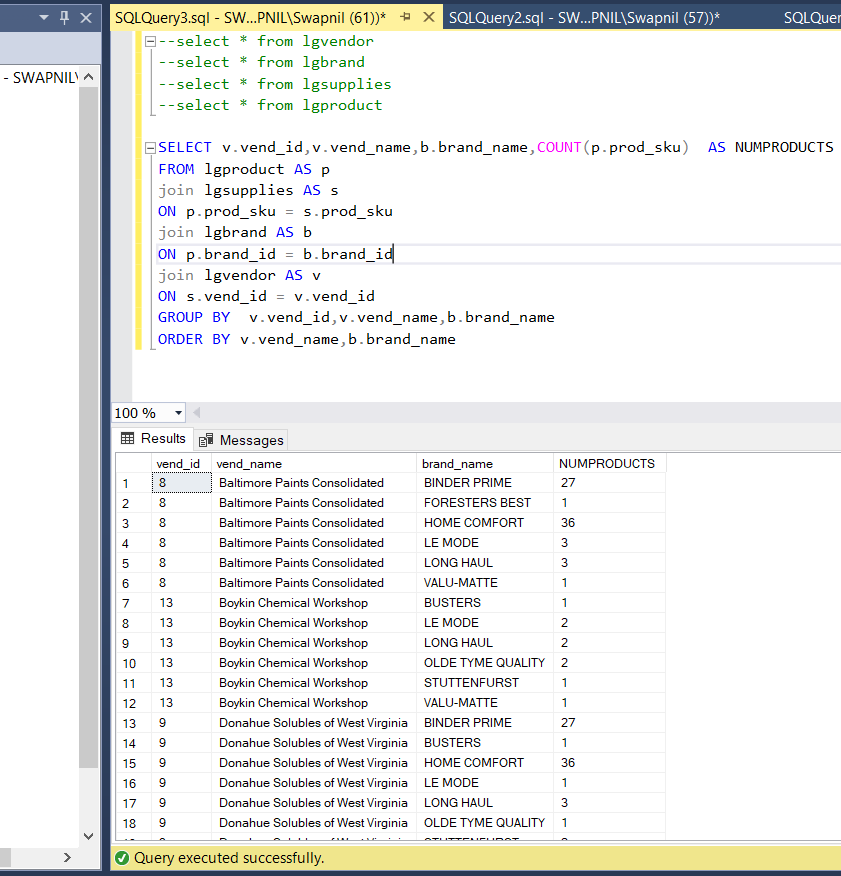 SQLQuery3.sql - SW...PNIL\Swapnil (61))* SQLQuery2.sql - SW...PNIL\Swapnil (57))* SQLQuer
- SWAPNIL\
--select * from lgvendor
--select * from lgbrand
--select * from lgsupplies
--select * from lgproduct
SELECT v.vend_id,v.vend_name,b.brand_name,COUNT(p.prod_sku)  AS NUMPRODUCTS
FROM lgproduct AS p
join lgsupplies AS s
ON p.prod_sku = s.prod_sku
join lgbrand AS b
ON p.brand_id = b.brand_id
join lgvendor AS v
ON s.vend_id = v.vend_id
GROUP BY  v.vend_id,v.vend_name,b.brand_name
ORDER BY v.vend_name,b.brand_name
100 %
Results Messages
vend_id vend_name brand_name NUMPRODUCTS
1 8 Baltimore Paints Consolidated BINDER PRIME 27
2 8 Baltimore Paints Consolidated FORESTERS BEST 1
3 8 Baltimore Paints Consolidated HOME COMFORT 36
4 8 Baltimore Paints Consolidated LE MODE 3
5 8 Baltimore Paints Consolidated LONG HAUL 3
6 8 Baltimore Paints Consolidated VALU-MATTE 1
7 13 Boykin Chemical Workshop BUSTERS 1
8 13 Boykin Chemical Workshop LE MODE 2
9 13 Boykin Chemical Workshop LONG HAUL 2
10 13 Boykin Chemical Workshop OLDE TYME QUALITY 2
11 13 Boykin Chemical Workshop STUTTENFURST 1
12 13 Boykin Chemical Workshop VALU-MATTE 1
13 9 Donahue Solubles of West Virginia BINDER PRIME 27
14 9 Donahue Solubles of West Virginia BUSTERS 1
15 9 Donahue Solubles of West Virginia HOME COMFORT 36
16 9 Donahue Solubles of West Virginia LE MODE 1
17 9 Donahue Solubles of West Virginia LONG HAUL 3
18 9 Donahue Solubles of West Virginia OLDE TYME QUALITY 1
Donahue Solubles of West Virginia STUTTENFURST
Query executed successfully.